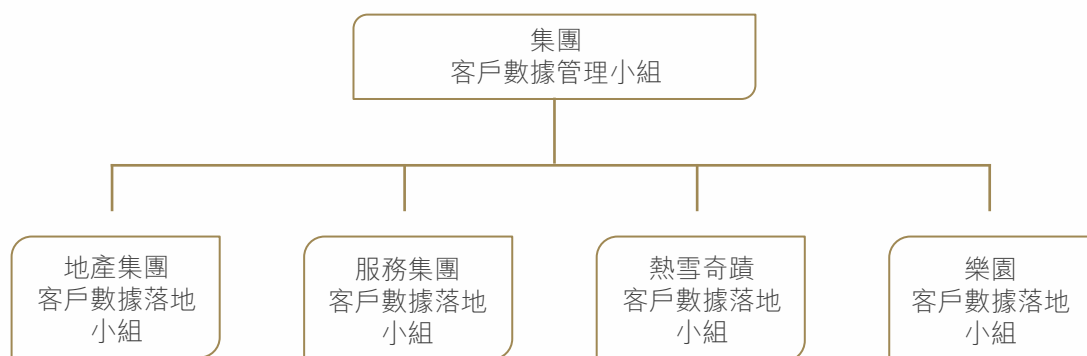 集團
客戶數據管理小組
地產集團
客戶數據落地
小組
服務集團
客戶數據落地
小組
熱雪奇蹟
客戶數據落地
小組
樂園
客戶數據落地
小組